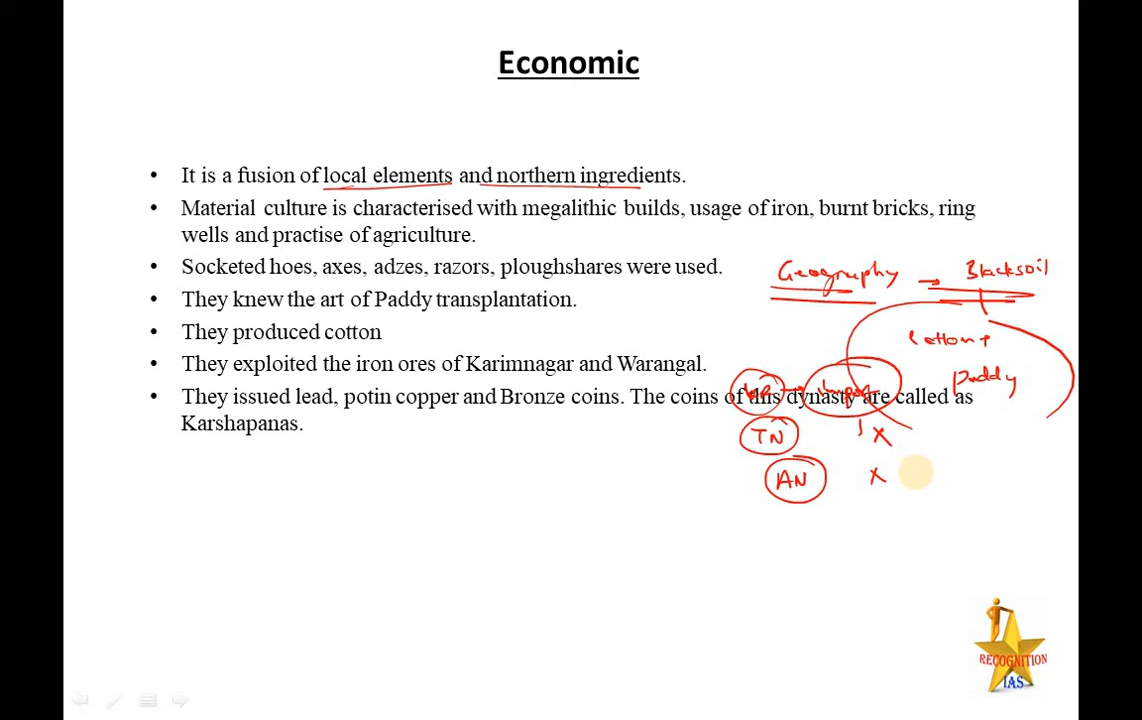 Economic
• It is a fusion of local elements and northern ingredients.
• Material culture is characterised with megalithic builds, usage of iron, burnt bricks, ring
wells and practise of agriculture.
• Socketed hoes, axes, adzes, razors, ploughshares were used.
Geography → Blacksoil
• They knew the art of Paddy transplantation.
• They produced cotton
cotton +
• They exploited the iron ores of Karimnagar and Warangal.
Paddy
• They issued lead, potin copper and Bronze coins. The coins of this dynasty are called as
Karshapanas.
TN X
AN X
RECOGNITION
IAS